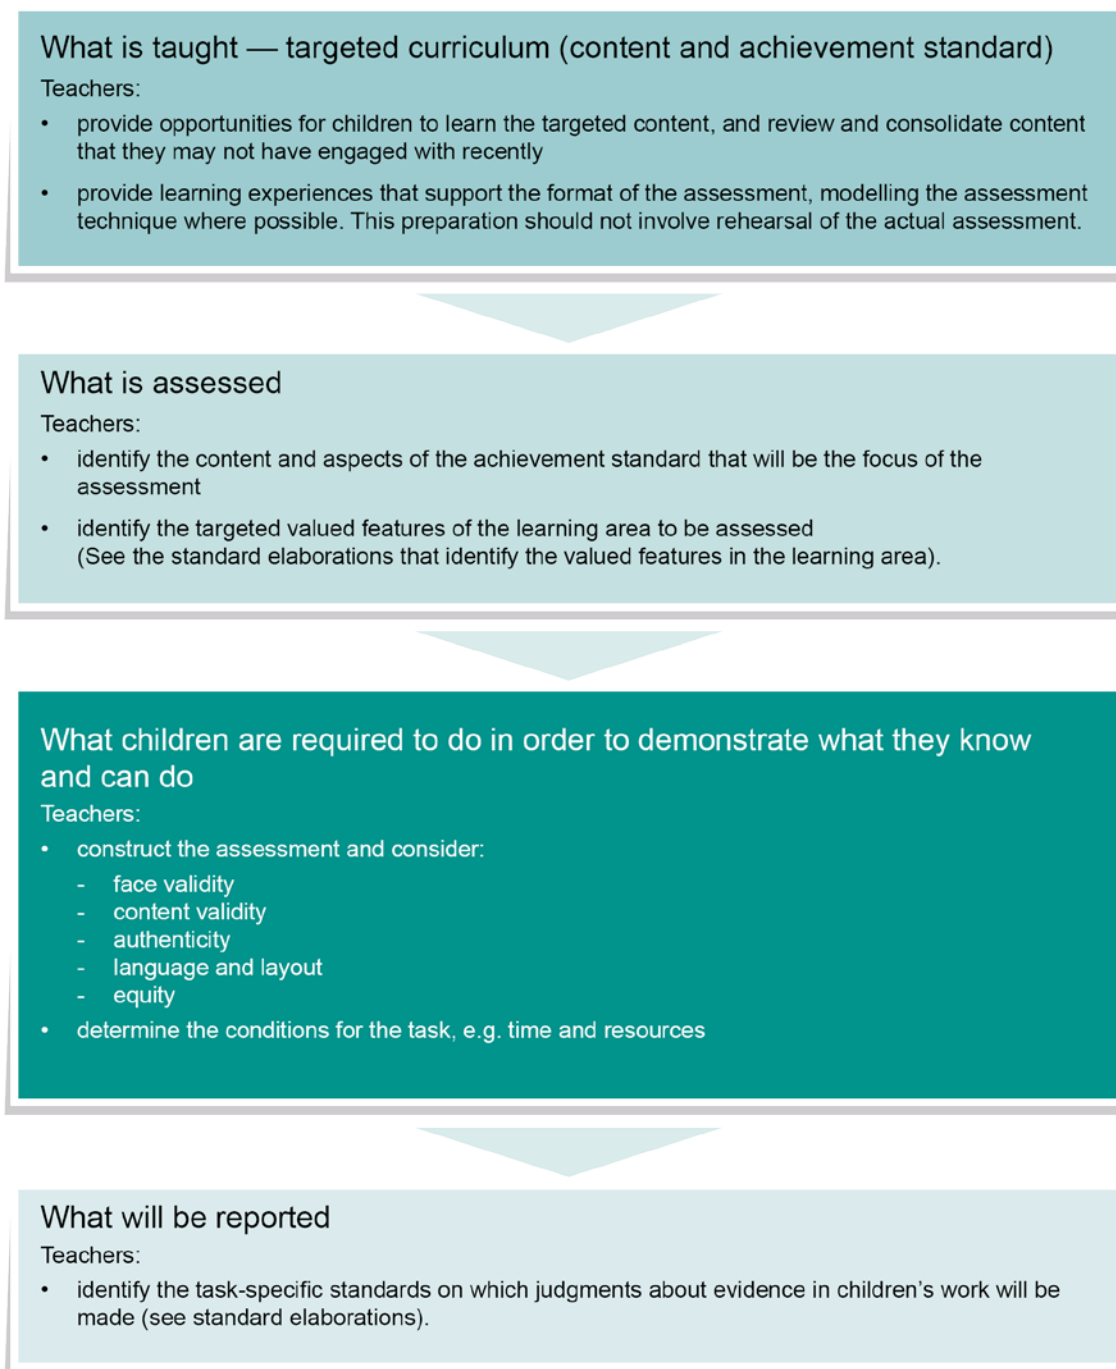 What is taught — targeted curriculum (content and achievement standard)
Teachers:
• provide opportunities for children to learn the targeted content, and review and consolidate content
that they may not have engaged with recently
• provide learning experiences that support the format of the assessment, modelling the assessment
technique where possible. This preparation should not involve rehearsal of the actual assessment.
What is assessed
Teachers:
• identify the content and aspects of the achievement standard that will be the focus of the
assessment
• identify the targeted valued features of the learning area to be assessed
(See the standard elaborations that identify the valued features in the learning area).
What children are required to do in order to demonstrate what they know
and can do
Teachers:
• construct the assessment and consider:
- face validity
- content validity
- authenticity
- language and layout
- equity
• determine the conditions for the task, e.g. time and resources
What will be reported
Teachers:
• identify the task-specific standards on which judgments about evidence in children’s work will be
made (see standard elaborations).